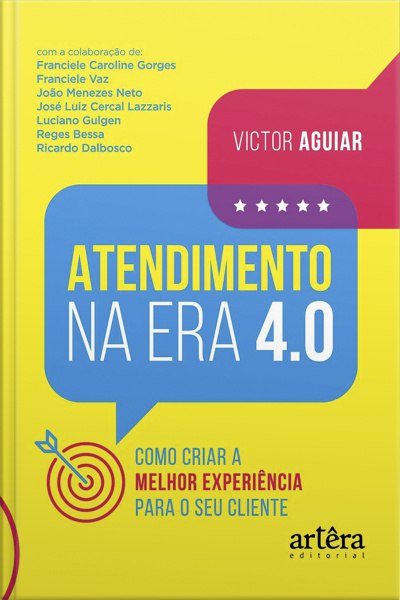 com a colaboração de:
Franciele Caroline Gorges
Franciele Vaz
João Menezes Neto
José Luiz Cercal Lazzaris
Luciano Gulgen
Reges Bessa
Ricardo Dalbosco
VICTOR AGUIAR
ATENDIMENTO
NA ERA 4.0
COMO CRIAR A
MELHOR EXPERIÊNCIA
PARA O SEU CLIENTE
artêra
editorial